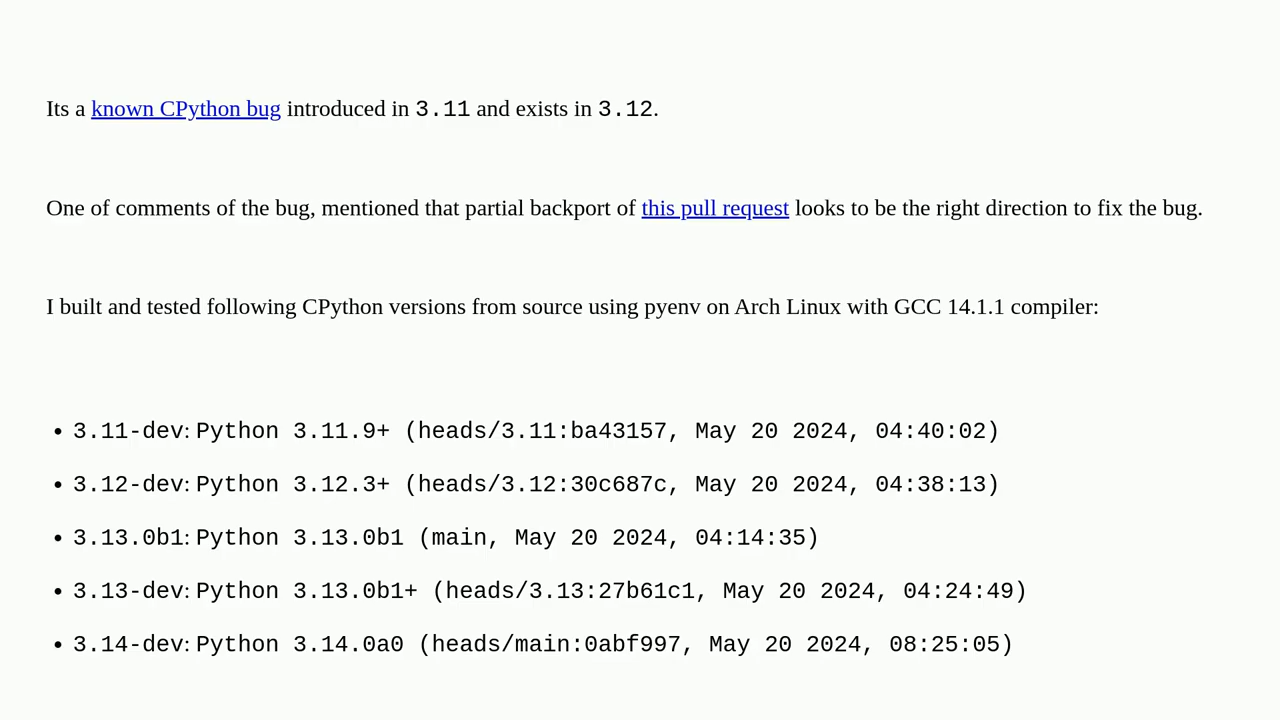 Its a known CPython bug introduced in 3.11 and exists in 3.12.
One of comments of the bug, mentioned that partial backport of this pull request looks to be the right direction to fix the bug.
I built and tested following CPython versions from source using pyenv on Arch Linux with GCC 14.1.1 compiler:
• 3.11-dev: Python 3.11.9+ (heads/3.11:ba43157, May 20 2024, 04:40:02)
• 3.12-dev: Python 3.12.3+ (heads/3.12:30c687c, May 20 2024, 04:38:13)
• 3.13.0b1: Python 3.13.0b1 (main, May 20 2024, 04:14:35)
• 3.13-dev: Python 3.13.0b1+ (heads/3.13:27b61c1, May 20 2024, 04:24:49)
• 3.14-dev: Python 3.14.0a0 (heads/main:0abf997, May 20 2024, 08:25:05)